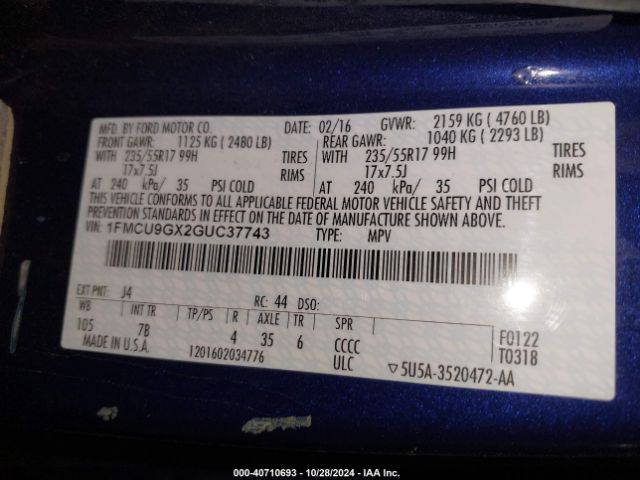 MFD. BY FORD MOTOR CO. DATE: 02/16 GVWR: 2159 KG ( 4760 LB)
FRONT GAWR: 1125 KG ( 2480 LB) REAR GAWR: 1040 KG ( 2293 LB)
WITH 235/55R17 99H TIRES WITH 235/55R17 99H TIRES
17x7.5J RIMS 17x7.5J RIMS
AT 240 kPa/ 35 PSI COLD AT 240 kPa/ 35 PSI COLD
THIS VEHICLE CONFORMS TO ALL APPLICABLE FEDERAL MOTOR VEHICLE SAFETY AND THEFT
PREVENTION STANDARDS IN EFFECT ON THE DATE OF MANUFACTURE SHOWN ABOVE.
VIN: 1FMCU9GX2GUC37743 TYPE: MPV
EXT PNT: J4 RC: 44 DSO:
WB INT TR TP/PS R AXLE TR SPR
105 7B 4 35 6 CCCC F0122
MADE IN U.S.A. 1201602034776 ULC ▽5U5A-3520472-AA T0318
000-40710693 - 10/28/2024 - IAA Inc.